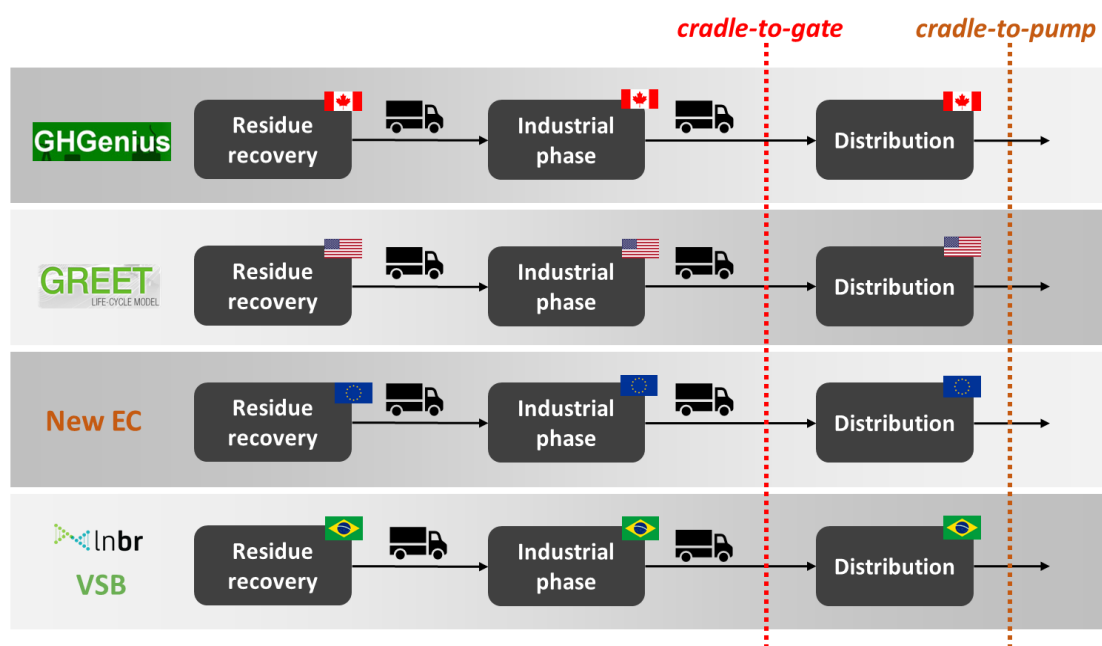 cradle-to-gate
cradle-to-pump
GHGenius
Residue
recovery
Industrial
phase
Distribution
GREET
LIFE-CYCLE MODEL
Residue
recovery
Industrial
phase
Distribution
New EC
Residue
recovery
Industrial
phase
Distribution
lnbr
VSB
Residue
recovery
Industrial
phase
Distribution